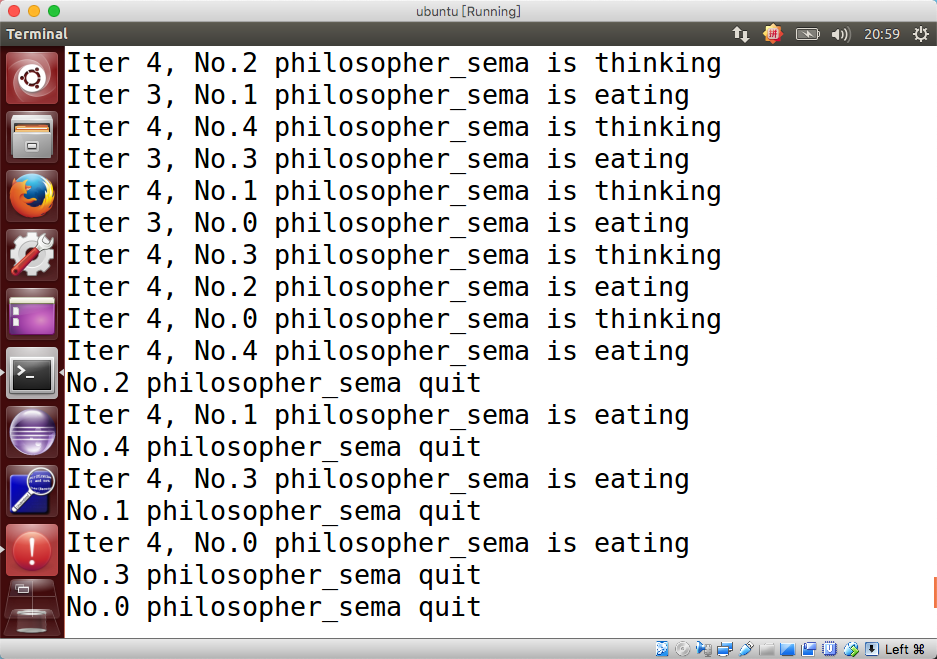 ubuntu [Running]
Terminal
拼
20:59
Iter 4, No.2 philosopher_sema is thinking
Iter 3, No.1 philosopher_sema is eating
Iter 4, No.4 philosopher_sema is thinking
Iter 3, No.3 philosopher_sema is eating
Iter 4, No.1 philosopher_sema is thinking
Iter 3, No.0 philosopher_sema is eating
Iter 4, No.3 philosopher_sema is thinking
Iter 4, No.2 philosopher_sema is eating
Iter 4, No.0 philosopher_sema is thinking
Iter 4, No.4 philosopher_sema is eating
No.2 philosopher_sema quit
Iter 4, No.1 philosopher_sema is eating
No.4 philosopher_sema quit
Iter 4, No.3 philosopher_sema is eating
No.1 philosopher_sema quit
Iter 4, No.0 philosopher_sema is eating
No.3 philosopher_sema quit
No.0 philosopher_sema quit
Left ⌘